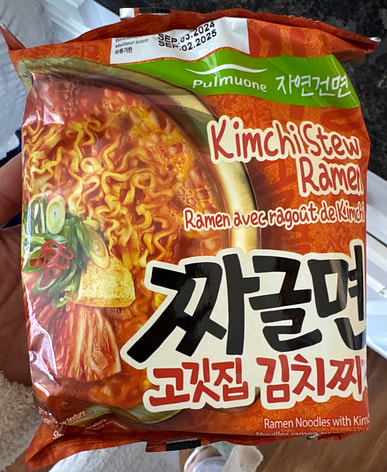 SEP.03.2024
SEP.02.2025
Pulmuone 자연건면
Kimchi Stew
Ramen
Ramen avec ragoût de Kimchi
짜글면
고깃집 김치찌
Ramen Noodles with Kimc